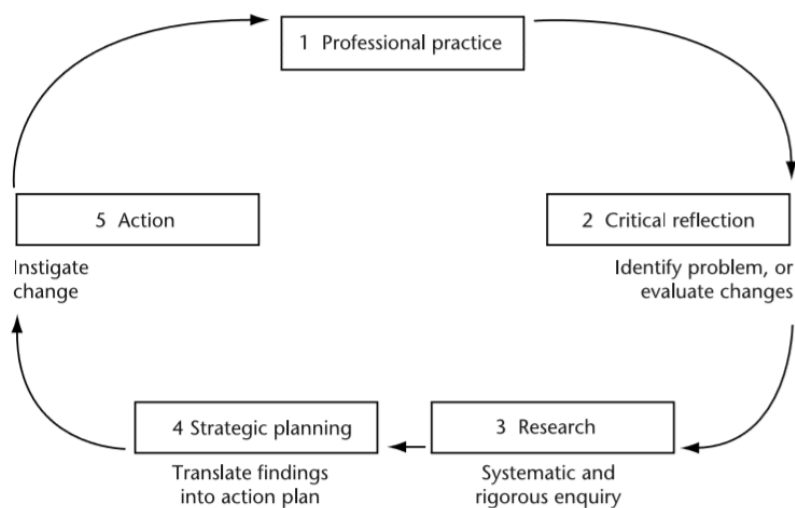 1 Professional practice
2 Critical reflection
Identify problem, or
evaluate changes
3 Research
Systematic and
rigorous enquiry
4 Strategic planning
Translate findings
into action plan
5 Action
Instigate
change